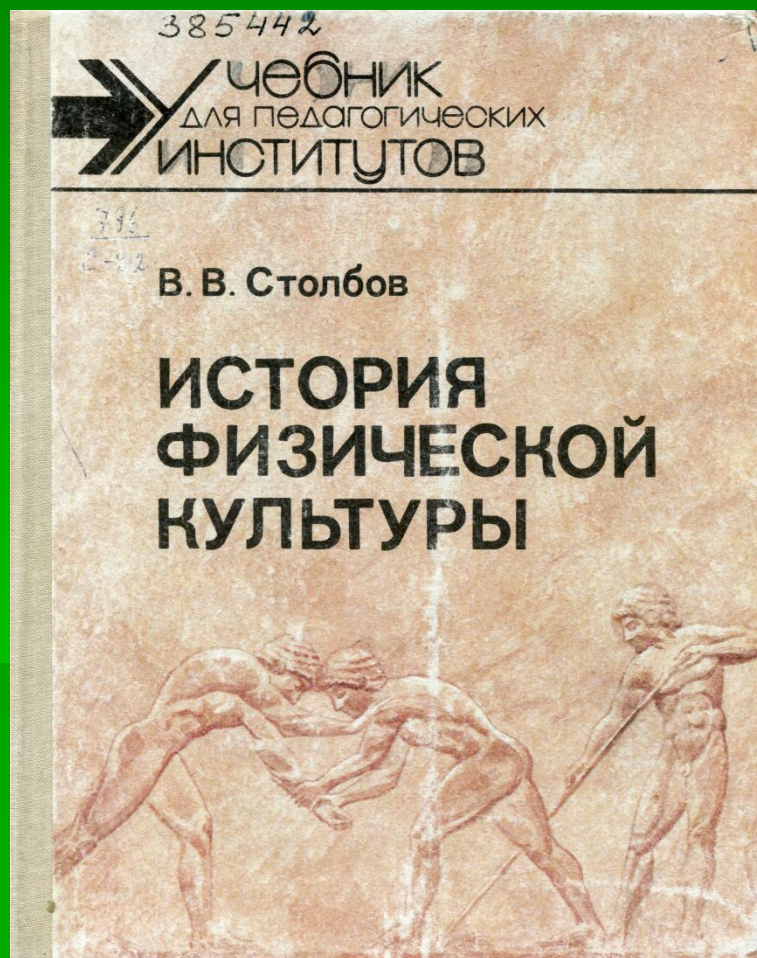 385442
Учебник
для педагогических
институтов
В. В. Столбов
ИСТОРИЯ
ФИЗИЧЕСКОЙ
КУЛЬТУРЫ